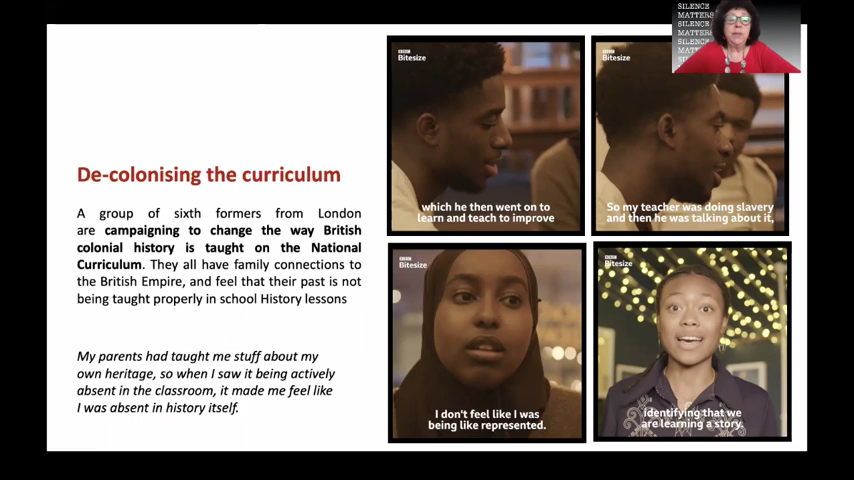 SILENCE
MATTERS
SILENCE
MATTERS
SILENCE
De-colonising the curriculum
A group of sixth formers from London
are campaigning to change the way British
colonial history is taught on the National
Curriculum. They all have family connections to
the British Empire, and feel that their past is not
being taught properly in school History lessons
My parents had taught me stuff about my
own heritage, so when I saw it being actively
absent in the classroom, it made me feel like
I was absent in history itself.
BBC
Bitesize
which he then went on to
learn and teach to improve
BBC
Bitesize
So my teacher was doing slavery
and then he was talking about it,
BBC
Bitesize
I don't feel like I was
being like represented.
BBC
Bitesize
identifying that we
are learning a story.